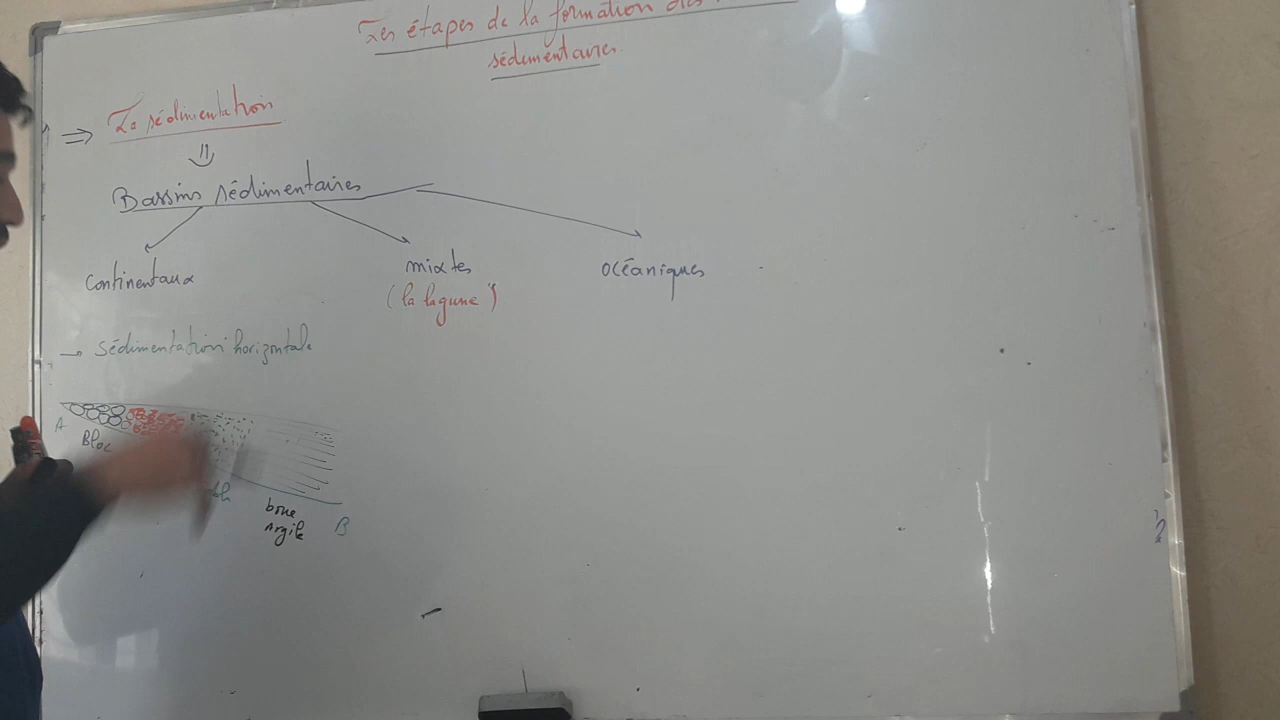 Les étapes de la formation des
sédimentaires.
⇒ La sédimentation
Bassins sédimentaires
continentaux
mixtes
(la lagune")
océaniques
→ sédimentation horizontale
A
Bloc
boue
Argile
B